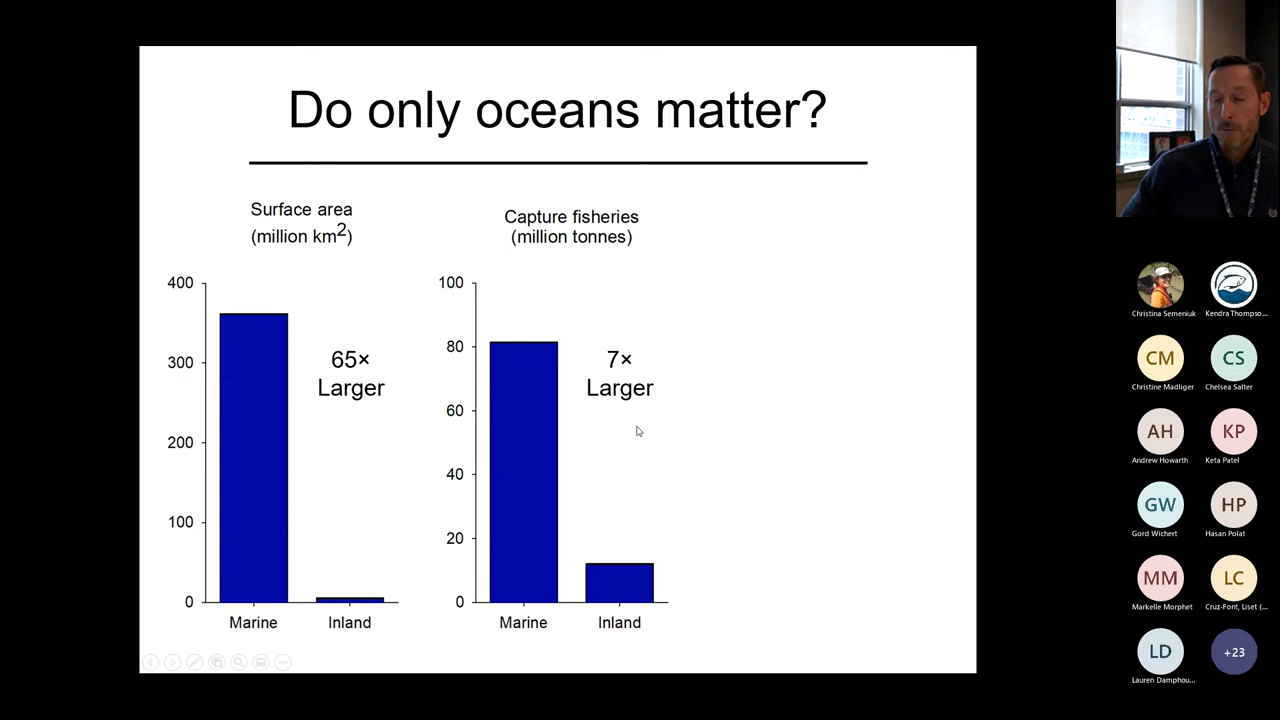 Do only oceans matter?
Surface area
(million km2)
400
300
200
100
0
65×
Larger
Marine
Inland
Capture fisheries
(million tonnes)
100
80
60
40
20
0
7×
Larger
Marine
Inland
Christina Semeniuk
Kendra Thompso...
CM
Christine Madliger
CS
Chelsea Salter
AH
Andrew Howarth
KP
Keta Patel
GW
Gord Wichert
HP
Hasan Polat
MM
Markelle Morphet
LC
Cruz-Font, Liset (...
LD
Lauren Damphou...
+23